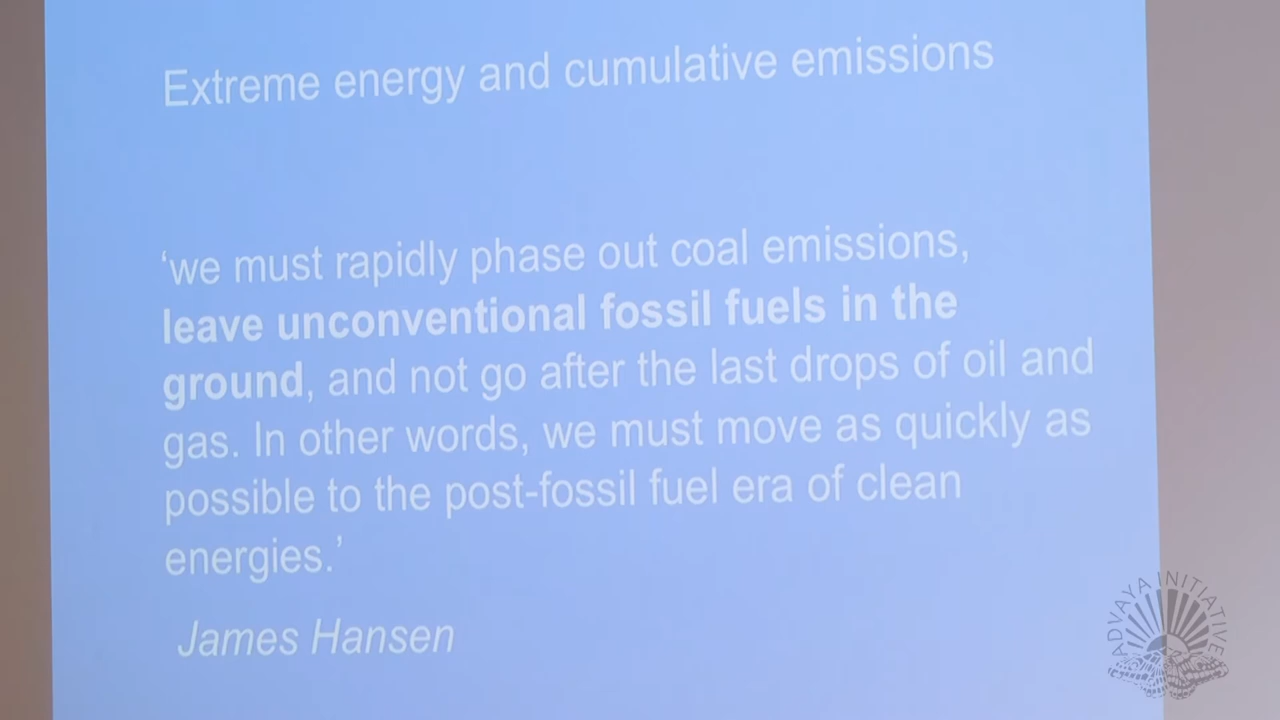 Extreme energy and cumulative emissions
‘we must rapidly phase out coal emissions,
leave unconventional fossil fuels in the
ground, and not go after the last drops of oil and
gas. In other words, we must move as quickly as
possible to the post-fossil fuel era of clean
energies.’
James Hansen
ADVAYA INITIATIVE